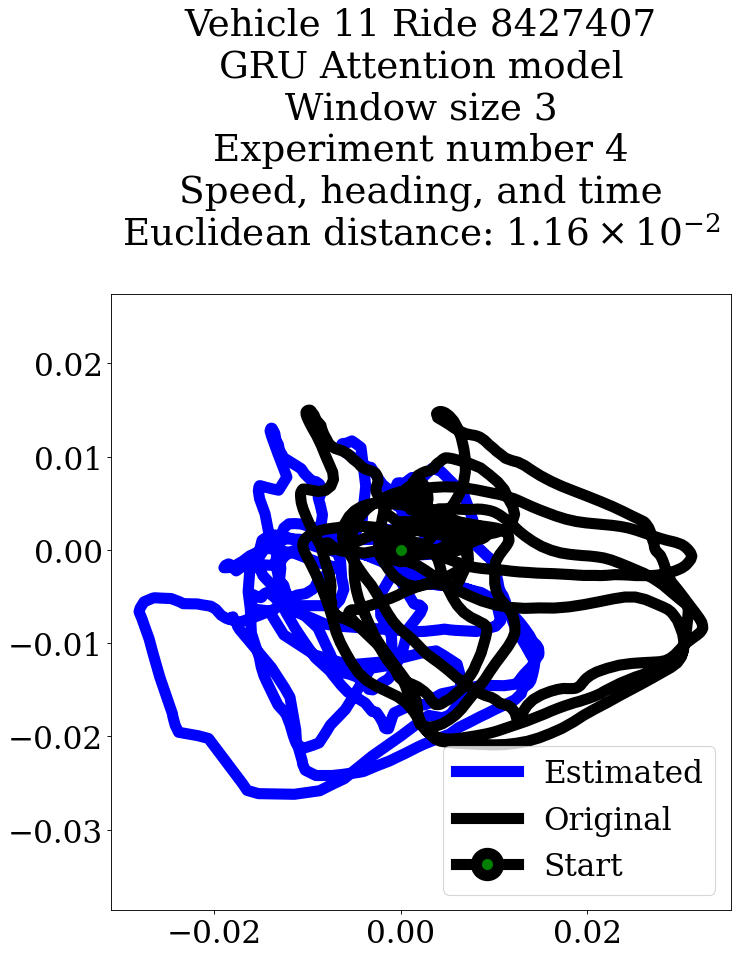 Vehicle 11 Ride 8427407
GRU Attention model
Window size 3
Experiment number 4
Speed, heading, and time
Euclidean distance: 1.16 × 10⁻²
0.02
0.01
0.00
−0.01
−0.02
−0.03
Estimated
Original
Start
−0.02 0.00 0.02